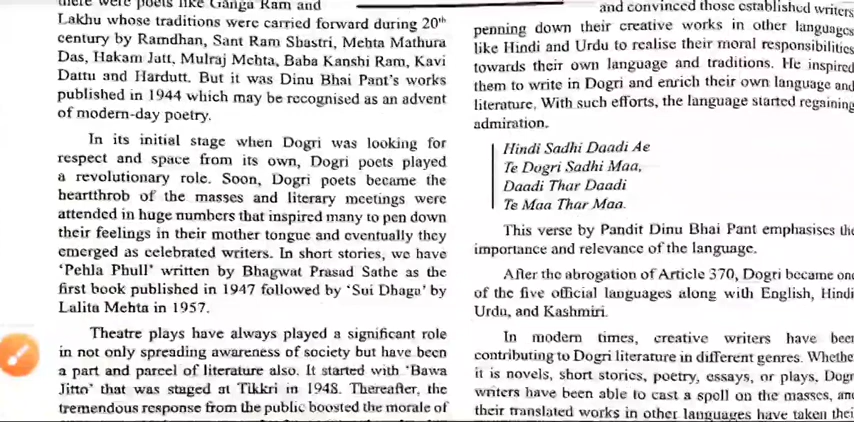 there were poets like Ganga Ram and
Lakhu whose traditions were carried forward during 20th
century by Ramdhan, Sant Ram Shastri, Mehta Mathura
Das, Hakam Jatt, Mulraj Mehta, Baba Kanshi Ram, Kavi
Dattu and Hardutt. But it was Dinu Bhai Pant's works
published in 1944 which may be recognised as an advent
of modern-day poetry.
In its initial stage when Dogri was looking for
respect and space from its own, Dogri poets played
a revolutionary role. Soon, Dogri poets became the
heartthrob of the masses and literary meetings were
attended in huge numbers that inspired many to pen down
their feelings in their mother tongue and eventually they
emerged as celebrated writers. In short stories, we have
'Pehla Phull' written by Bhagwat Prasad Sathe as the
first book published in 1947 followed by 'Sui Dhaga' by
Lalita Mehta in 1957.
Theatre plays have always played a significant role
in not only spreading awareness of society but have been
a part and parcel of literature also. It started with 'Bawa
Jitto' that was staged at Tikkri in 1948. Thereafter, the
tremendous response from the public boosted the morale of
and convinced those established writers
penning down their creative works in other languages
like Hindi and Urdu to realise their moral responsibilities
towards their own language and traditions. He inspired
them to write in Dogri and enrich their own language and
literature. With such efforts, the language started regaining
admiration.
Hindi Sadhi Daadi Ae
Te Dogri Sadhi Maa,
Daadi Thar Daadi
Te Maa Thar Maa.
This verse by Pandit Dinu Bhai Pant emphasises the
importance and relevance of the language.
After the abrogation of Article 370, Dogri became one
of the five official languages along with English, Hindi
Urdu, and Kashmiri.
In modern times, creative writers have been
contributing to Dogri literature in different genres. Whethe
it is novels, short stories, poetry, essays, or plays, Dogr
writers have been able to cast a spell on the masses, and
their translated works in other languages have taken thei